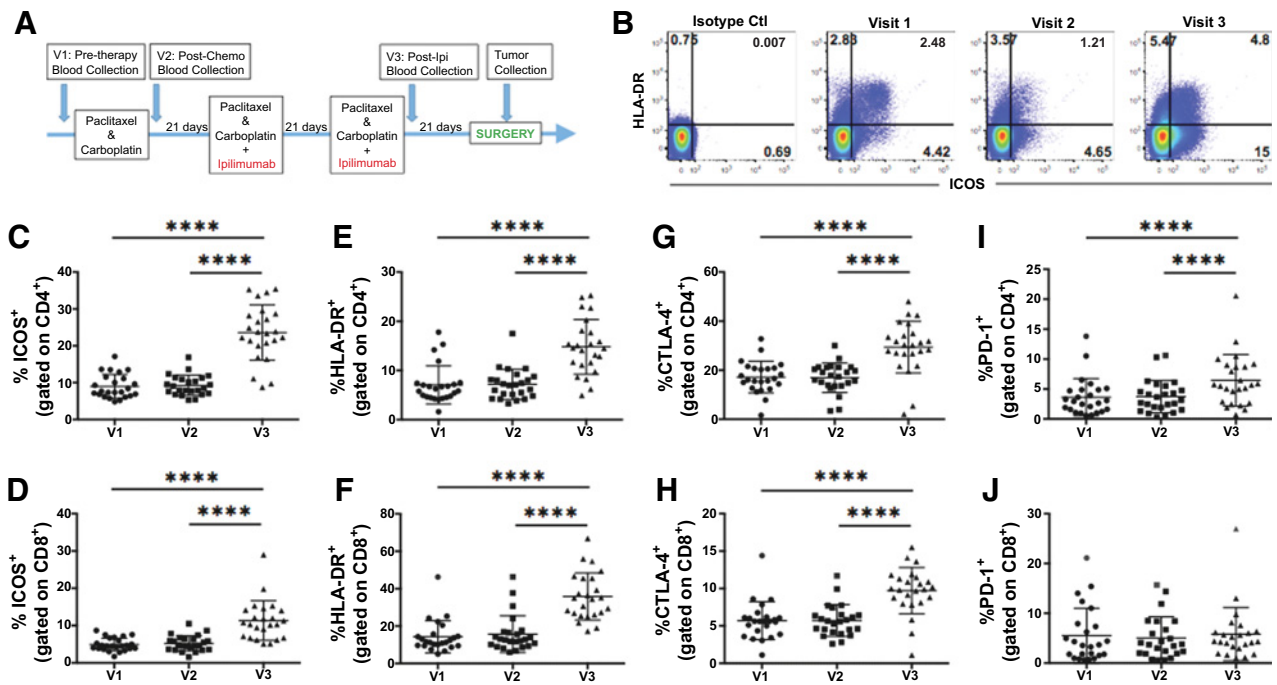 A
V1: Pre-therapy
Blood Collection
V2: Post-Chemo
Blood Collection
V3: Post-Ipi
Blood Collection
Tumor
Collection
Paclitaxel
&
Carboplatin
21 days
Paclitaxel
&
Carboplatin
+
Ipilimumab
21 days
Paclitaxel
&
Carboplatin
+
Ipilimumab
21 days
SURGERY
B
Isotype Ctl
Visit 1
Visit 2
Visit 3
HLA-DR
0.75 0.007
0.69
2.83 2.48
4.42
3.57 1.21
4.65
5.47 4.8
15
ICOS
C
****
****
% ICOS+
(gated on CD4+)
40
30
20
10
0
V1 V2 V3
E
****
****
%HLA-DR+
(gated on CD4+)
30
20
10
0
V1 V2 V3
G
****
****
%CTLA-4+
(gated on CD4+)
60
40
20
0
V1 V2 V3
I
****
****
%PD-1+
(gated on CD4+)
25
20
15
10
5
0
V1 V2 V3
D
****
****
% ICOS+
(gated on CD8+)
40
30
20
10
0
V1 V2 V3
F
****
****
%HLA-DR+
(gated on CD8+)
80
60
40
20
0
V1 V2 V3
H
****
****
%CTLA-4+
(gated on CD8+)
20
15
10
5
0
V1 V2 V3
J
%PD-1+
(gated on CD8+)
30
20
10
0
V1 V2 V3